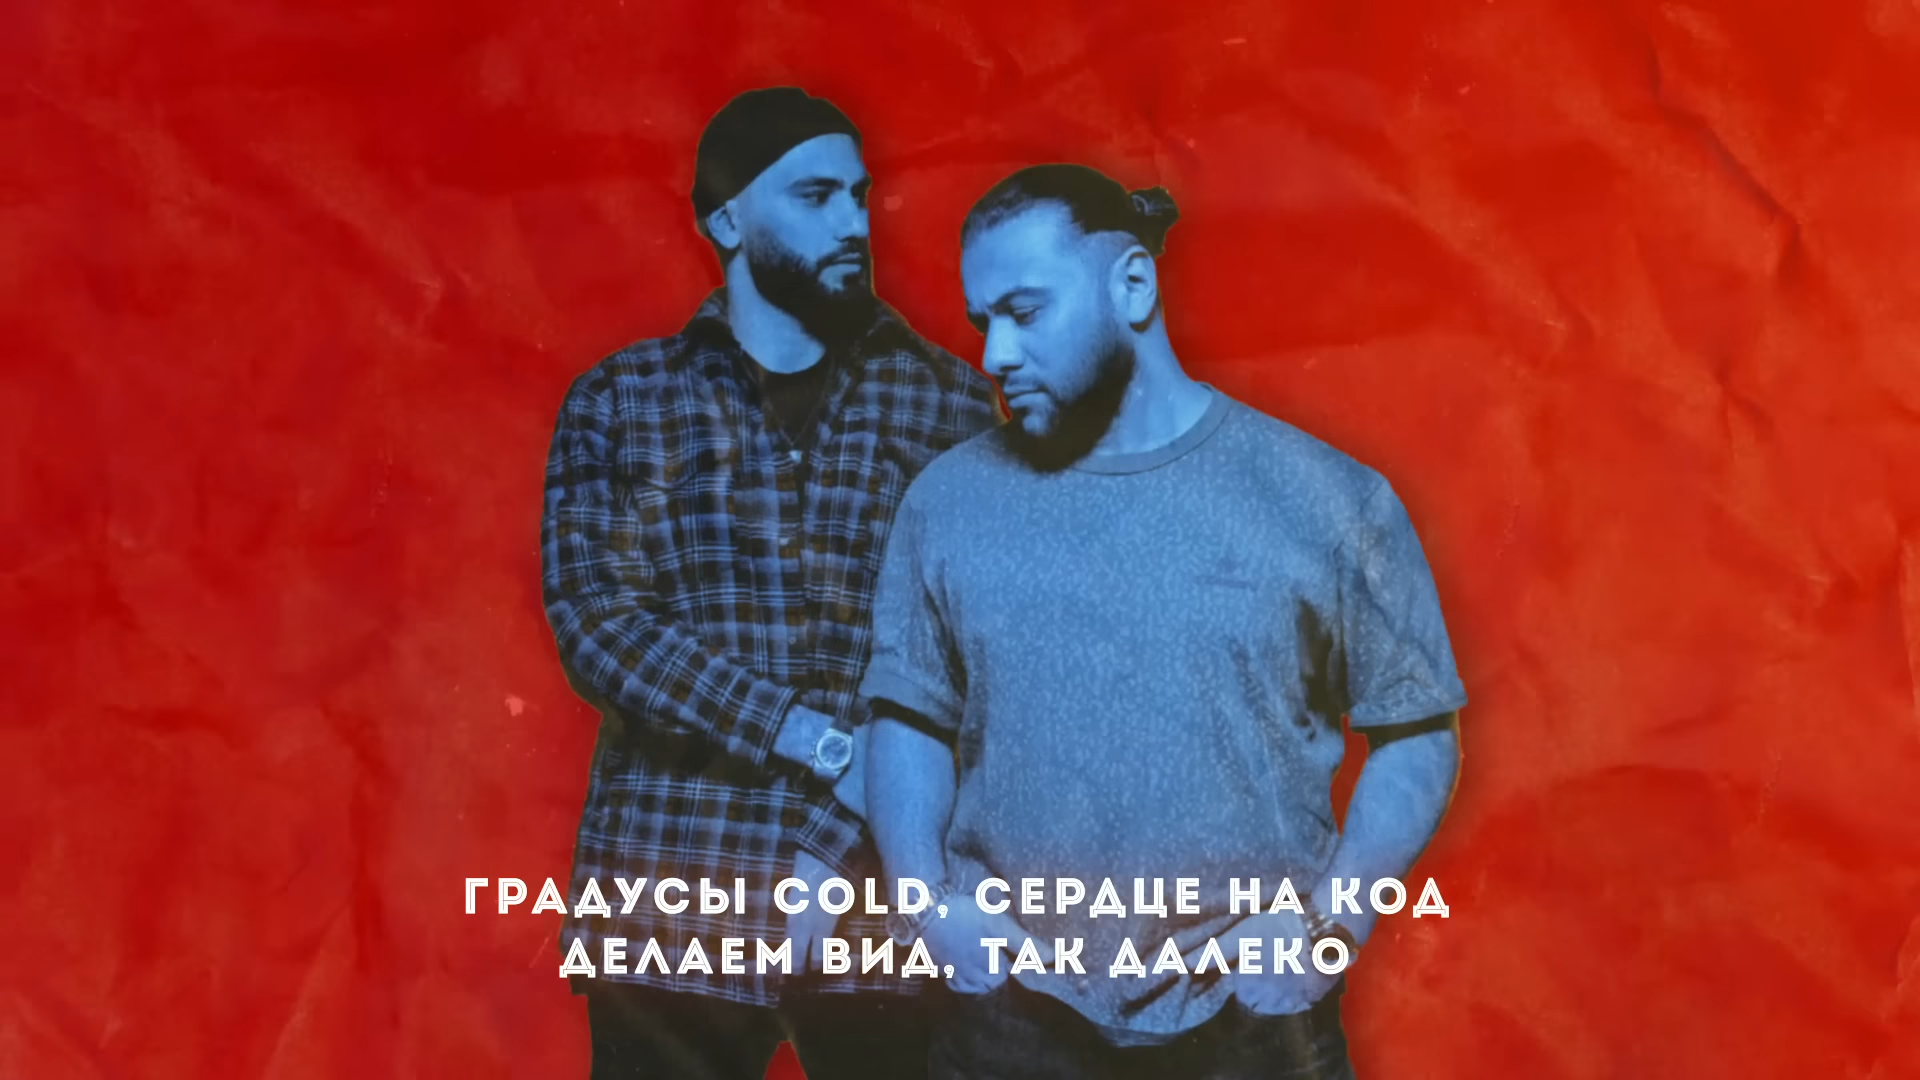 ГРАДУСЫ COLD, СЕРДЦЕ НА КОД
ДЕЛАЕМ ВИД, ТАК ДАЛЕКО